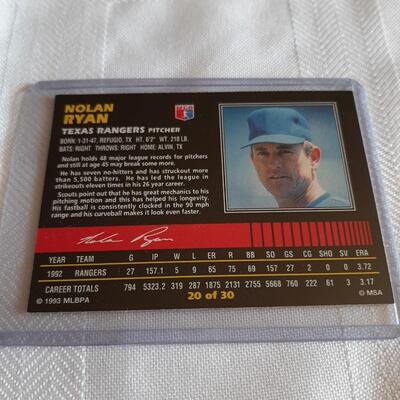 NOLAN
RYAN
TEXAS RANGERS PITCHER
BORN: 1-31-47, REFUGIO, TX HT. 6'2" WT. 210 LB.
BATS: RIGHT THROWS: RIGHT HOME: ALVIN, TX
Nolan holds 48 major league records for pitchers
and still at age 45 may break some more.
He has seven no-hitters and has struckout more
than 5,500 batters. He has led the league in
strikeouts eleven times in his 26 year career.
Scouts point out that he has great mechanics to his
pitching motion and this has helped his longevity.
His fastball is consistently clocked in the 90 mph
range and his curveball makes it look even faster.
Nolan Ryan
YEAR TEAM G IP W L ER R BB SO GS CG SHO SV ERA
1992 RANGERS 27 157.1 5 9 65 75 69 157 27 2 0 0 3.72
CAREER TOTALS 794 5323.2 319 287 1875 2131 2755 5668 760 222 61 3 3.17
© 1993 MLBPA 20 of 30 © MSA